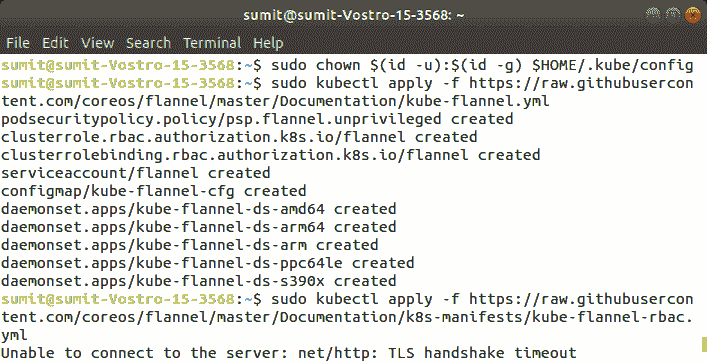 sumit@sumit-Vostro-15-3568: ~
File Edit View Search Terminal Help
sumit@sumit-Vostro-15-3568:~$ sudo chown $(id -u):$(id -g) $HOME/.kube/config
sumit@sumit-Vostro-15-3568:~$ sudo kubectl apply -f https://raw.githubusercon
tent.com/coreos/flannel/master/Documentation/kube-flannel.yml
podsecuritypolicy.policy/psp.flannel.unprivileged created
clusterrole.rbac.authorization.k8s.io/flannel created
clusterrolebinding.rbac.authorization.k8s.io/flannel created
serviceaccount/flannel created
configmap/kube-flannel-cfg created
daemonset.apps/kube-flannel-ds-amd64 created
daemonset.apps/kube-flannel-ds-arm64 created
daemonset.apps/kube-flannel-ds-arm created
daemonset.apps/kube-flannel-ds-ppc64le created
daemonset.apps/kube-flannel-ds-s390x created
sumit@sumit-Vostro-15-3568:~$ sudo kubectl apply -f https://raw.githubusercon
tent.com/coreos/flannel/master/Documentation/k8s-manifests/kube-flannel-rbac.
yml
Unable to connect to the server: net/http: TLS handshake timeout